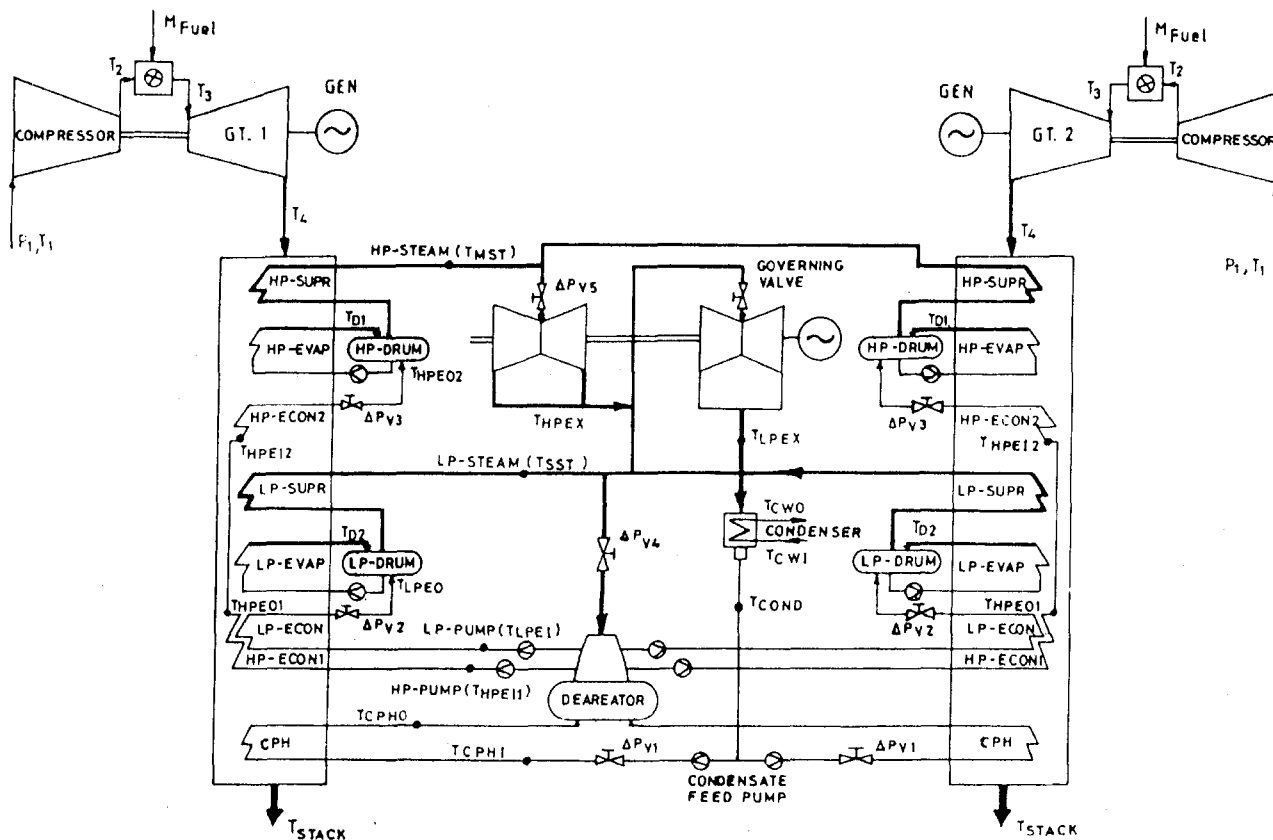 M Fuel
M Fuel
T2
T3
GEN
GEN
T3
T2
COMPRESSOR
GT. 1
GT. 2
COMPRESSOR
T4
T4
P1,T1
P1,T1
HP-STEAM(TMST)
GOVERNING
VALVE
HP-SUPR
ΔPV5
HP-SUPR
TD1
TD1
HP-EVAP
HP-DRUM
HP-DRUM
HP-EVAP
THPEO2
HP-ECON2
ΔPV3
ΔPV3
HP-ECON2
THPEX
TLPEX
THPEI2
THPEI2
LP-STEAM(TSST)
LP-SUPR
LP-SUPR
TCWO
CONDENSER
TCWI
TD2
TD2
ΔPV4
LP-EVAP
LP-DRUM
LP-DRUM
LP-EVAP
TLPEO
THPEO1
THPEO1
TCOND
ΔPV2
ΔPV2
LP-ECON
LP-PUMP(TLPEI)
LP-ECON
HP-ECON1
HP-ECON1
HP-PUMP(THPEI1)
DEAREATOR
TCPHO
CPH
TCPHI
ΔPV1
ΔPV1
CPH
CONDENSATE
FEED PUMP
TSTACK
TSTACK